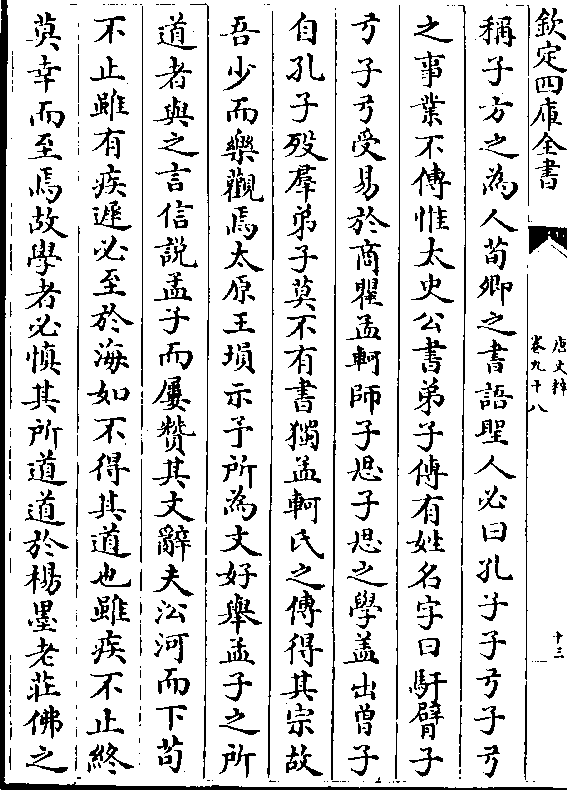 欽定四庫全書
唐文粹
卷九十八
十三
稱子方之為人荀卿之書語聖人必曰孔子子弓子弓
之事業不傳惟太史公書弟子傳有姓名字曰馯臂子
弓子弓受易於商瞿孟軻師子思子思之學蓋出曾子
自孔子歿羣弟子莫不有書獨孟軻氏之傳得其宗故
吾少而樂觀焉太原王塤示予所為文好舉孟子之所
道者與之言信說孟子而屢贊其文辭夫沿河而下苟
不止雖有疾遲必至於海如不得其道也雖疾不止終
莫幸而至焉故學者必慎其所道道於楊墨老莊佛之